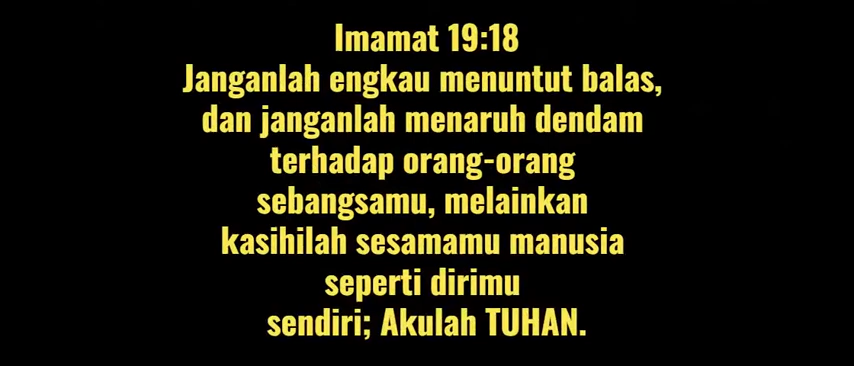 Imamat 19:18
Janganlah engkau menuntut balas,
dan janganlah menaruh dendam
terhadap orang-orang
sebangsamu, melainkan
kasihilah sesamamu manusia
seperti dirimu
sendiri; Akulah TUHAN.